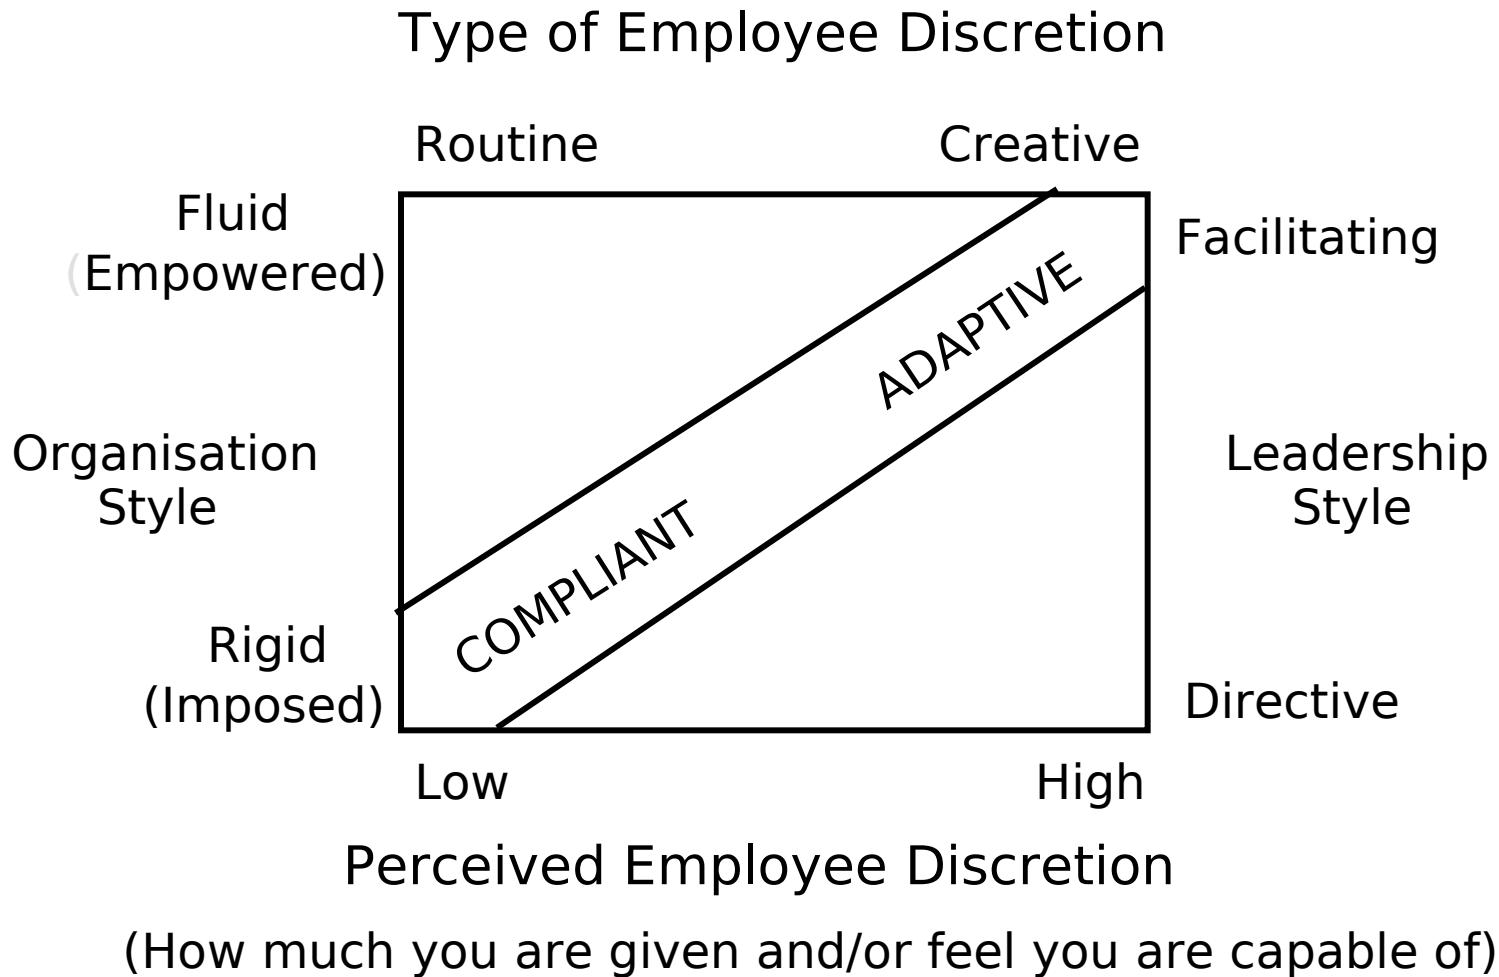 Type of Employee Discretion
Routine
Creative
Fluid
(Empowered)
Facilitating
ADAPTIVE
Organisation
Style
Leadership
Style
COMPLIANT
Rigid
(Imposed)
Directive
Low
High
Perceived Employee Discretion
(How much you are given and/or feel you are capable of)